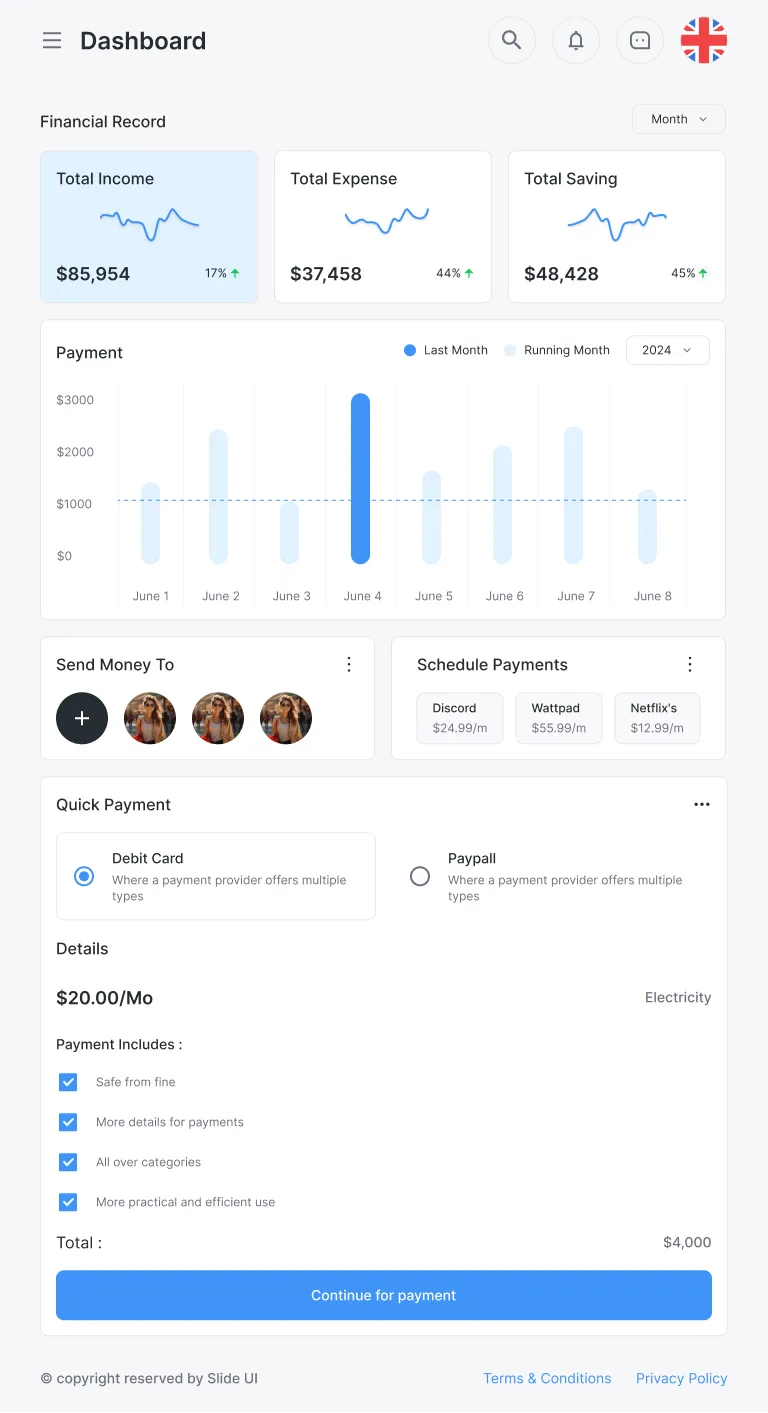 Dashboard
Financial Record
Month
Total Income
$85,954
17%
Total Expense
$37,458
44%
Total Saving
$48,428
45%
Payment
Last Month
Running Month
2024
$3000
$2000
$1000
$0
June 1
June 2
June 3
June 4
June 5
June 6
June 7
June 8
Send Money To
Schedule Payments
Discord
$24.99/m
Wattpad
$55.99/m
Netflix's
$12.99/m
Quick Payment
Debit Card
Where a payment provider offers multiple
types
Paypall
Where a payment provider offers multiple
types
Details
$20.00/Mo
Electricity
Payment Includes :
Safe from fine
More details for payments
All over categories
More practical and efficient use
Total :
$4,000
Continue for payment
© copyright reserved by Slide UI
Terms & Conditions
Privacy Policy